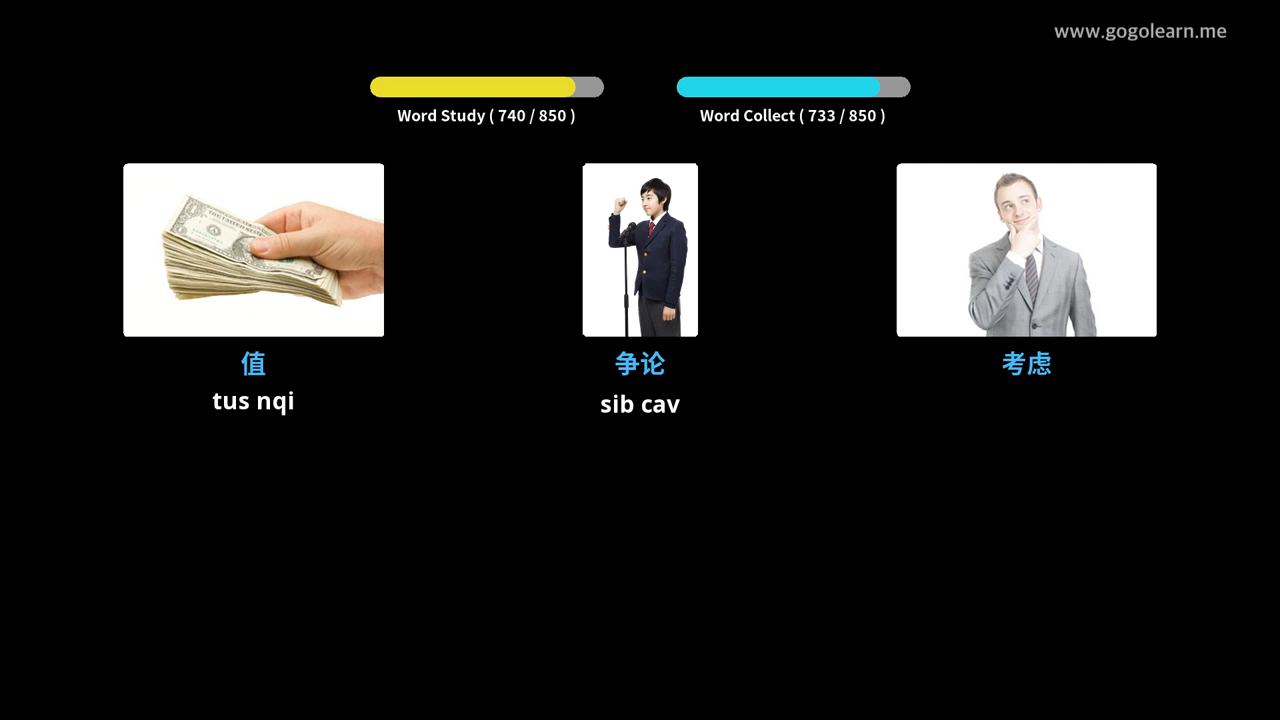 www.gogolearn.me
Word Study ( 740 / 850 )
Word Collect ( 733 / 850 )
值
争论
考虑
tus nqi
sib cav